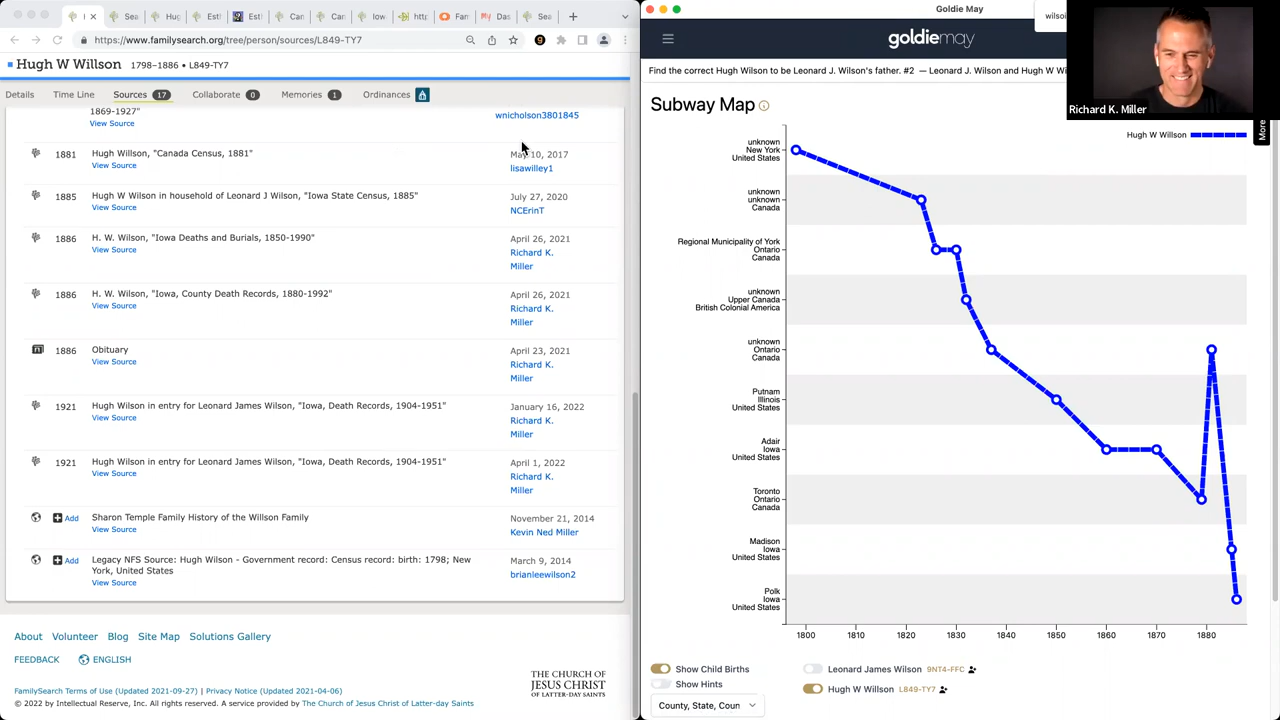 Sea
Hu
Ent
Can
Can
Lov
htt
Das
Sea
https://www.familysearch.org/tree/person/sources/L849-TY7
Hugh W Willson 1798–1886 • L849-TY7
Details
Time Line
Sources 17
Collaborate 0
Memories 1
Ordinances
1869-1927"
View Source
wnicholson3801845
1881
Hugh Willson, "Canada Census, 1881"
View Source
May 10, 2017
lisawilley1
1885
Hugh W Wilson in household of Leonard J Wilson, "Iowa State Census, 1885"
View Source
July 27, 2020
NCErinT
1886
H. W. Wilson, "Iowa Deaths and Burials, 1850-1990"
View Source
April 26, 2021
Richard K.
Miller
1886
H. W. Wilson, "Iowa, County Death Records, 1880-1992"
View Source
April 26, 2021
Richard K.
Miller
1886
Obituary
View Source
April 23, 2021
Richard K.
Miller
1921
Hugh Wilson in entry for Leonard James Wilson, "Iowa, Death Records, 1904-1951"
View Source
January 16, 2022
Richard K.
Miller
1921
Hugh Wilson in entry for Leonard James Wilson, "Iowa, Death Records, 1904-1951"
View Source
April 1, 2022
Richard K.
Miller
Add
Sharon Temple Family History of the Willson Family
View Source
November 21, 2014
Kevin Ned Miller
Add
Legacy NFS Source: Hugh Wilson - Government record: Census record: birth: 1798; New
York, United States
View Source
March 9, 2014
brianleewilson2
About
Volunteer
Blog
Site Map
Solutions Gallery
FEEDBACK
ENGLISH
THE CHURCH OF
JESUS CHRIST
OF LATTER-DAY SAINTS
FamilySearch Terms of Use (Updated 2021-09-27) | Privacy Notice (Updated 2021-04-06)
© 2022 by Intellectual Reserve, Inc. All rights reserved. A service provided by The Church of Jesus Christ of Latter-day Saints
Goldie May
goldiemay
Find the correct Hugh Willson to be Leonard J. Wilson's father. #2 — Leonard J. Wilson and Hugh W Wi
Richard K. Miller
More
Subway Map
Hugh W Willson
unknown
New York
United States
unknown
unknown
Canada
Regional Municipality of York
Ontario
Canada
unknown
Upper Canada
British Colonial America
unknown
Ontario
Canada
Putnam
Illinois
United States
Adair
Iowa
United States
Toronto
Ontario
Canada
Madison
Iowa
United States
Polk
Iowa
United States
1800
1810
1820
1830
1840
1850
1860
1870
1880
Show Child Births
Show Hints
County, State, Coun
Leonard James Wilson 9NT4-FFC
Hugh W Willson L849-TY7